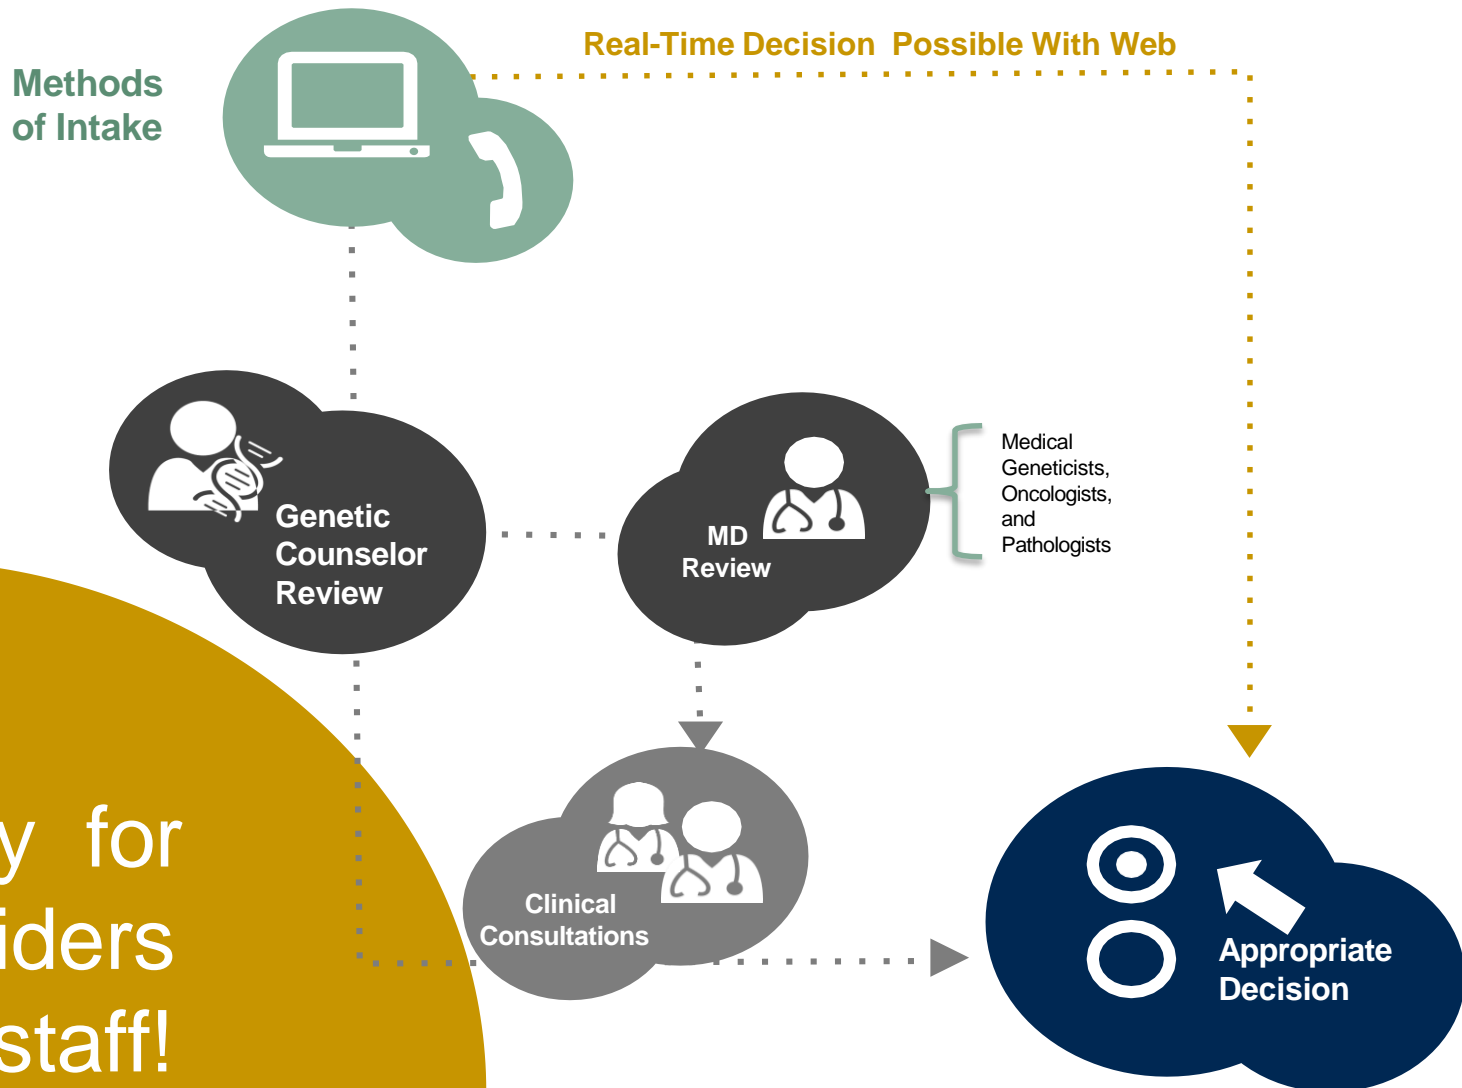 Real-Time Decision Possible With Web
Methods
of Intake
Medical
Geneticists,
Oncologists,
and
Pathologists
Genetic
Counselor
Review
MD
Review
Clinical
Consultations
Appropriate
Decision
for
staff!